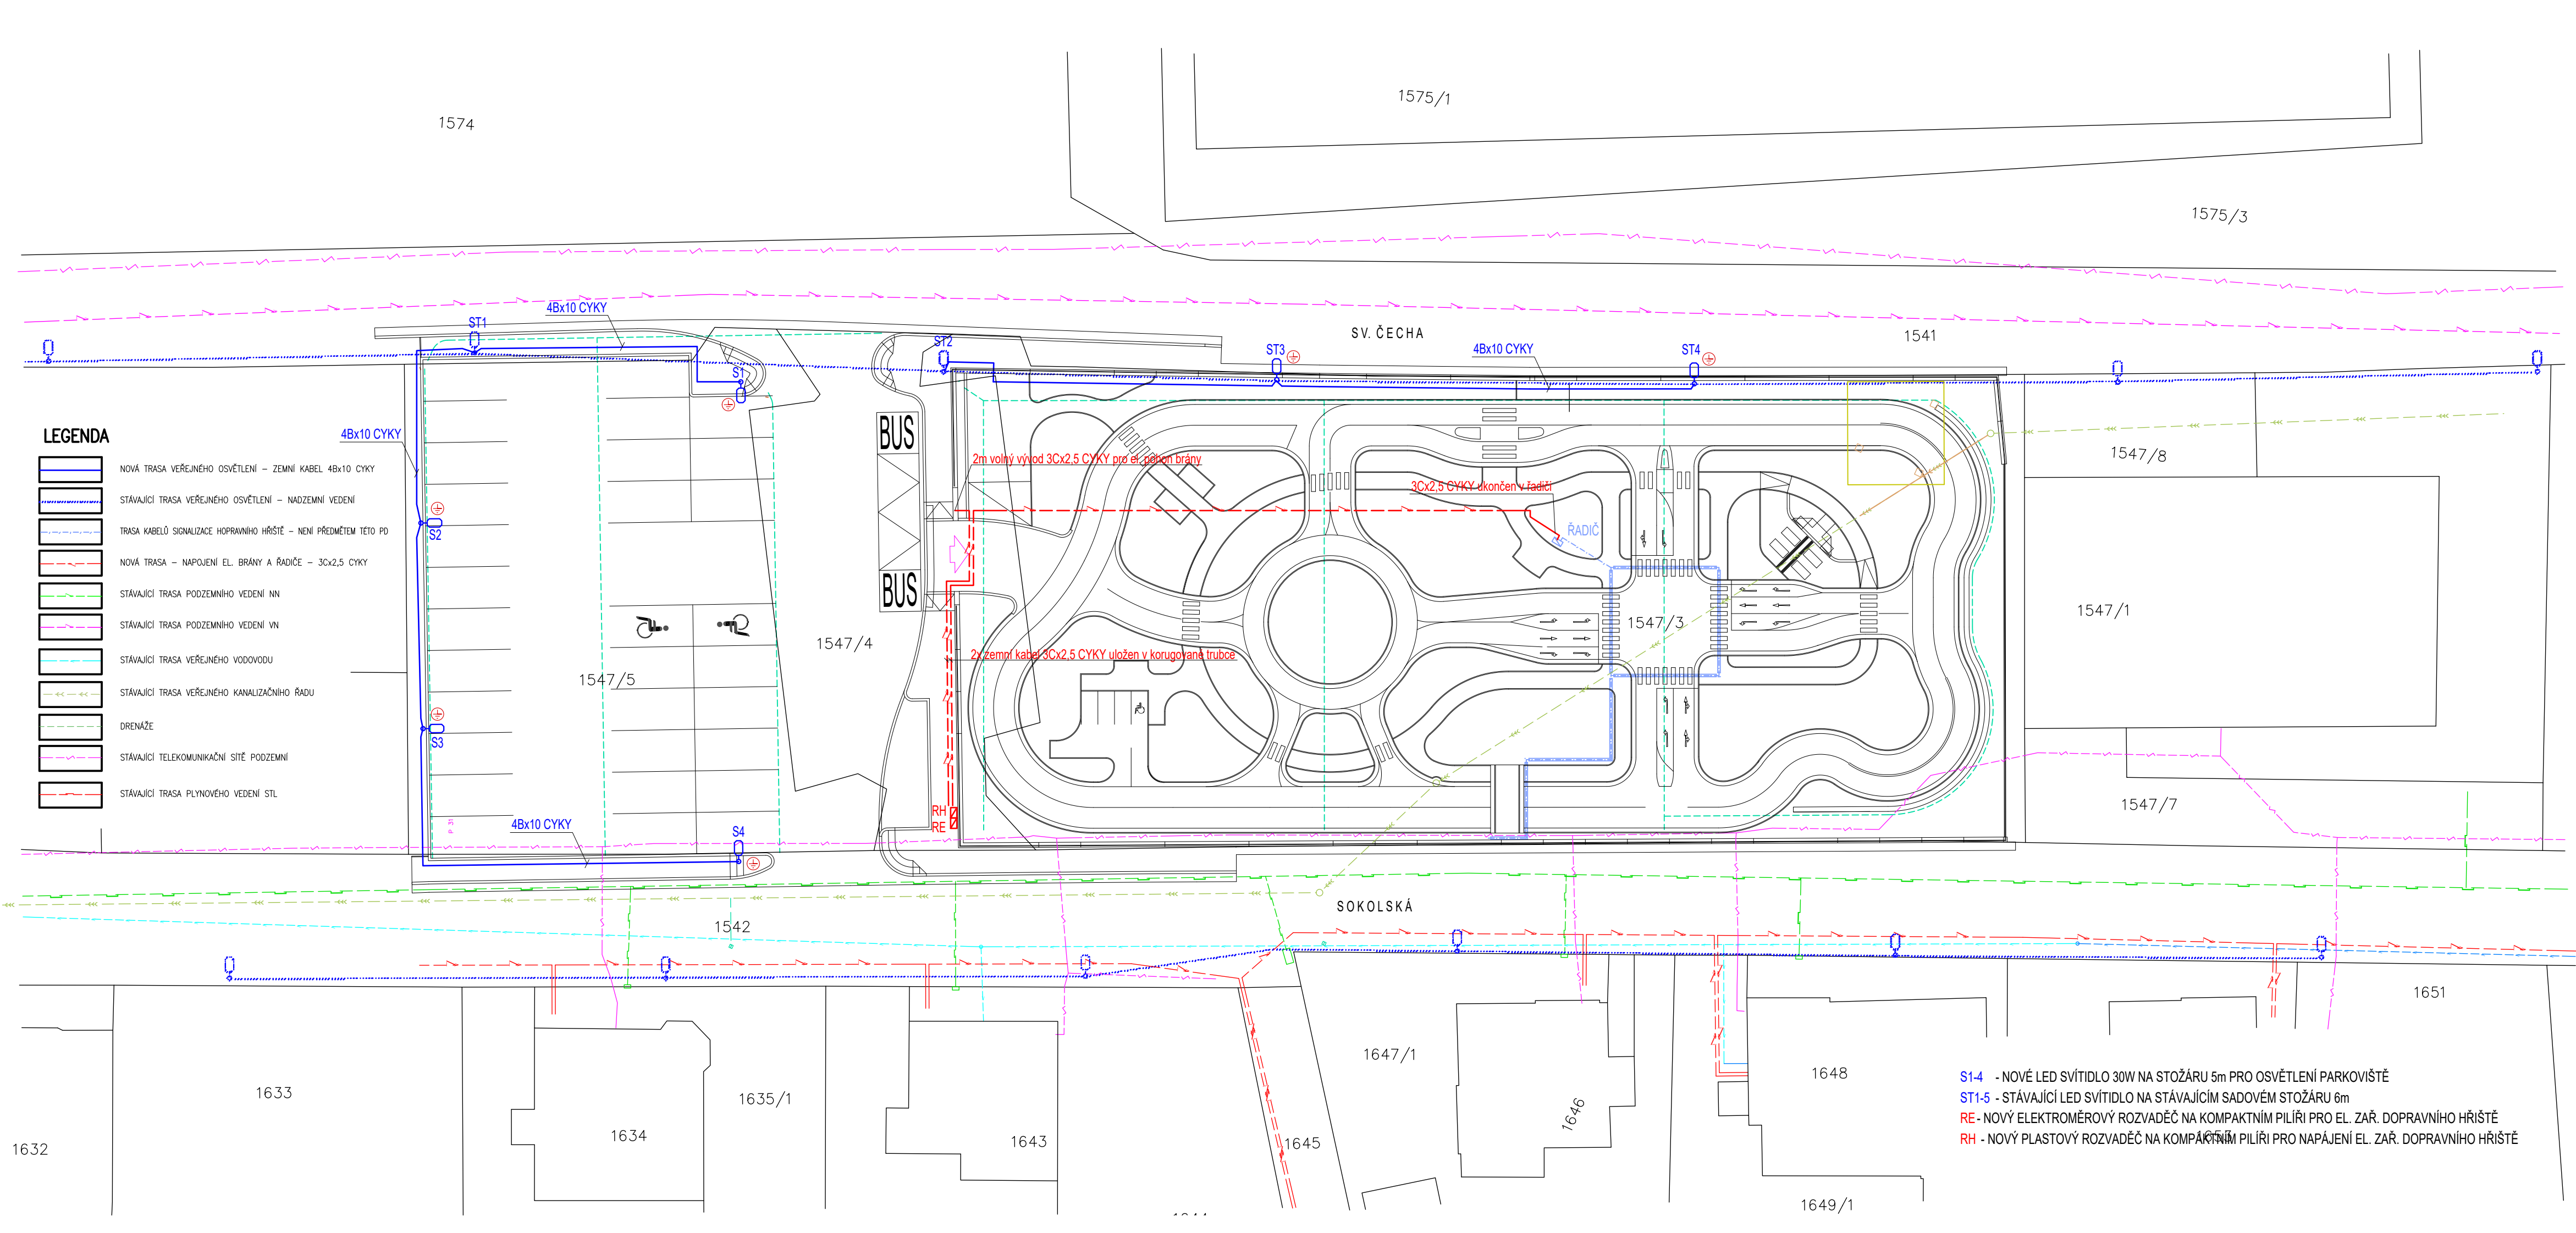 1575/1
1574
1575/3
4Bx10 CYKY
ST1
SV. ČECHA
1541
ST2
ST3
4Bx10 CYKY
ST4
S1
BUS
4Bx10 CYKY
LEGENDA
NOVÁ TRASA VEŘEJNÉHO OSVĚTLENÍ – ZEMNÍ KABEL 4Bx10 CYKY
STÁVAJÍCÍ TRASA VEŘEJNÉHO OSVĚTLENÍ – NADZEMNÍ VEDENÍ
TRASA KABELŮ SIGNALIZACE HOPRAVNÍHO HŘIŠTĚ – NENÍ PŘEDMĚTEM TÉTO PD
NOVÁ TRASA – NAPOJENÍ EL. BRÁNY A ŘADIČE – 3Cx2,5 CYKY
STÁVAJÍCÍ TRASA PODZEMNÍHO VEDENÍ NN
STÁVAJÍCÍ TRASA PODZEMNÍHO VEDENÍ VN
STÁVAJÍCÍ TRASA VEŘEJNÉHO VODOVODU
STÁVAJÍCÍ TRASA VEŘEJNÉHO KANALIZAČNÍHO ŘADU
DRENÁŽE
STÁVAJÍCÍ TELEKOMUNIKAČNÍ SÍTĚ PODZEMNÍ
STÁVAJÍCÍ TRASA PLYNOVÉHO VEDENÍ STL
2m volný vývod 3Cx2,5 CYKY pro el. pohon brány
3Cx2,5 CYKY ukončen v řadiči
1547/8
ŘADIČ
S2
BUS
1547/4
1547/3
1547/1
2x zemní kabel 3Cx2,5 CYKY uložen v korugované trubce
1547/5
S3
P 31
4Bx10 CYKY
S4
RH
RE
1547/7
SOKOLSKÁ
1542
1651
1647/1
1633
1635/1
1634
1632
1643
1645
1646
1648
1649/1
S1-4 - NOVÉ LED SVÍTIDLO 30W NA STOŽÁRU 5m PRO OSVĚTLENÍ PARKOVIŠTĚ
ST1-5 - STÁVAJÍCÍ LED SVÍTIDLO NA STÁVAJÍCÍM SADOVÉM STOŽÁRU 6m
RE - NOVÝ ELEKTROMĚROVÝ ROZVADĚČ NA KOMPAKTNÍM PILÍŘI PRO EL. ZAŘ. DOPRAVNÍHO HŘIŠTĚ
RH - NOVÝ PLASTOVÝ ROZVADĚČ NA KOMPAKTNÍM PILÍŘI PRO NAPÁJENÍ EL. ZAŘ. DOPRAVNÍHO HŘIŠTĚ